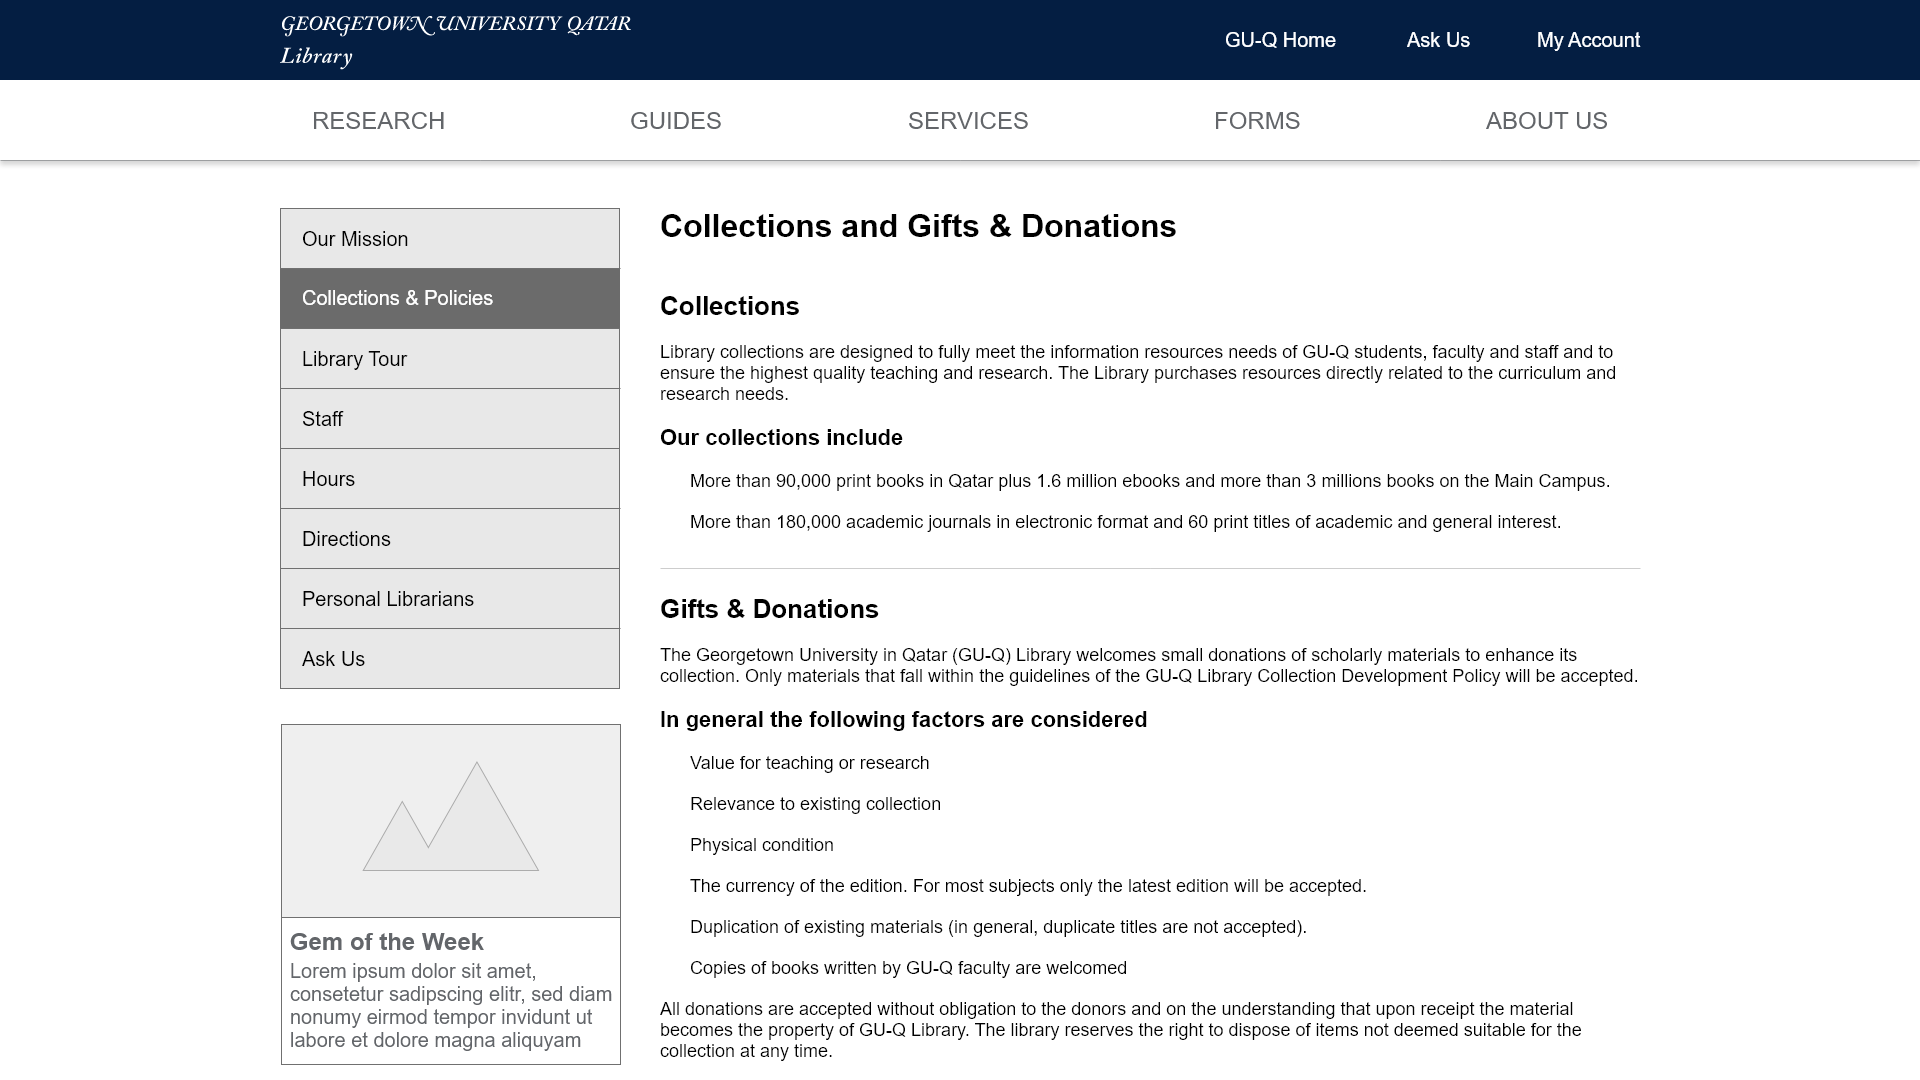 GEORGETOWN UNIVERSITY QATAR
Library
GU-Q Home
Ask Us
My Account
RESEARCH
GUIDES
SERVICES
FORMS
ABOUT US
Our Mission
Collections & Policies
Library Tour
Staff
Hours
Directions
Personal Librarians
Ask Us
Gem of the Week
Lorem ipsum dolor sit amet,
consetetur sadipscing elitr, sed diam
nonumy eirmod tempor invidunt ut
labore et dolore magna aliquyam
Collections and Gifts & Donations
Collections
Library collections are designed to fully meet the information resources needs of GU-Q students, faculty and staff and to
ensure the highest quality teaching and research. The Library purchases resources directly related to the curriculum and
research needs.
Our collections include
More than 90,000 print books in Qatar plus 1.6 million ebooks and more than 3 millions books on the Main Campus.
More than 180,000 academic journals in electronic format and 60 print titles of academic and general interest.
Gifts & Donations
The Georgetown University in Qatar (GU-Q) Library welcomes small donations of scholarly materials to enhance its
collection. Only materials that fall within the guidelines of the GU-Q Library Collection Development Policy will be accepted.
In general the following factors are considered
Value for teaching or research
Relevance to existing collection
Physical condition
The currency of the edition. For most subjects only the latest edition will be accepted.
Duplication of existing materials (in general, duplicate titles are not accepted).
Copies of books written by GU-Q faculty are welcomed
All donations are accepted without obligation to the donors and on the understanding that upon receipt the material
becomes the property of GU-Q Library. The library reserves the right to dispose of items not deemed suitable for the
collection at any time.